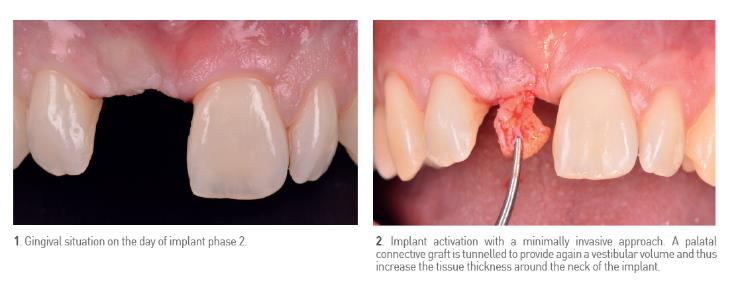 1. Gingival situation on the day of implant phase 2.
2. Implant activation with a minimally invasive approach. A palatal
connective graft is tunnelled to provide again a vestibular volume and thus
increase the tissue thickness around the neck of the implant.